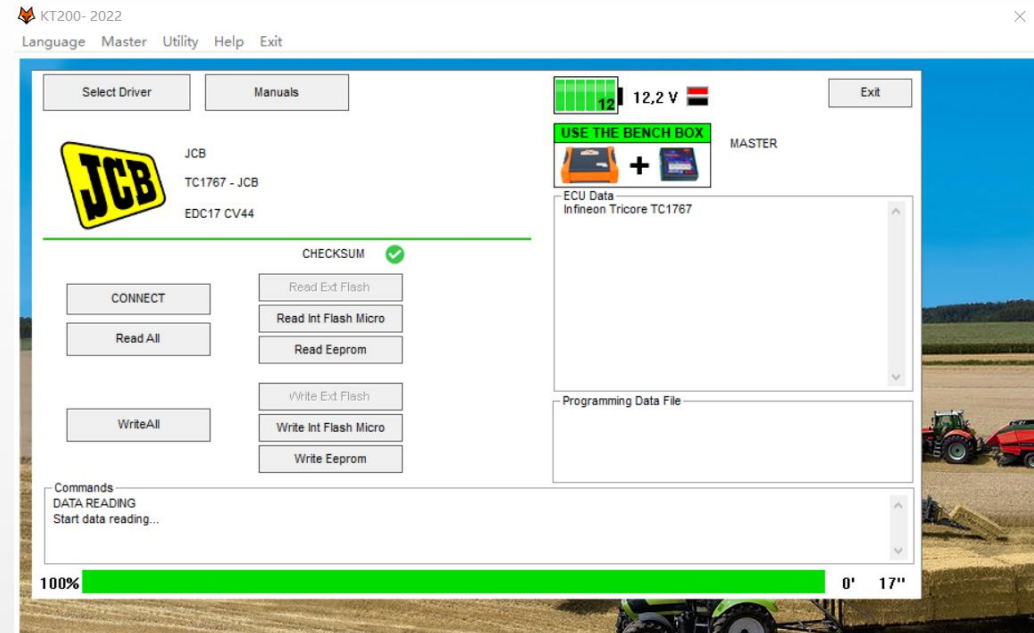 KT200- 2022
Language Master Utility Help Exit
Select Driver
Manuals
12
12,2 V
Exit
USE THE BENCH BOX
MASTER
JCB
JCB
TC1767 - JCB
EDC17 CV44
ECU Data
Infineon Tricore TC1767
CHECKSUM
CONNECT
Read All
Read Ext Flash
Read Int Flash Micro
Read Eeprom
WriteAll
Write Ext Flash
Write Int Flash Micro
Write Eeprom
Programming Data File
Commands
DATA READING
Start data reading...
100%
0' 17"